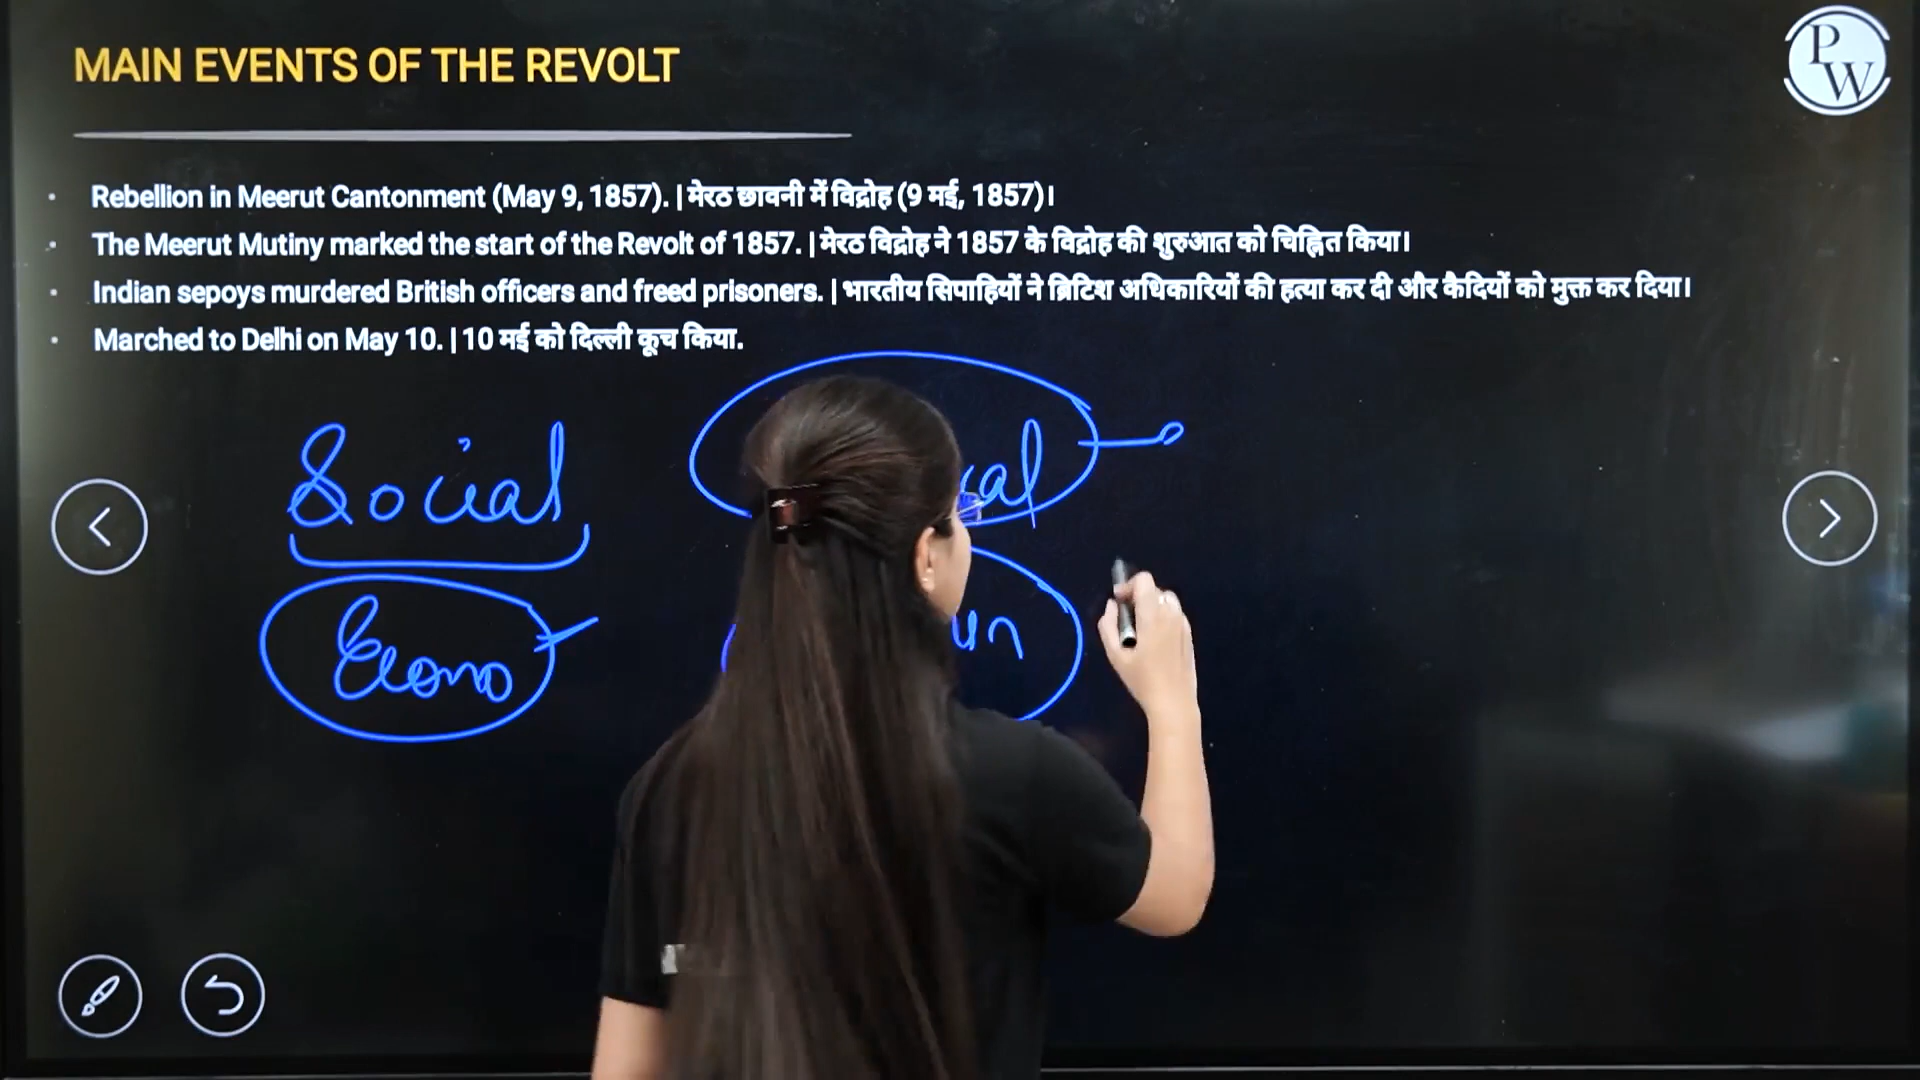 PW
MAIN EVENTS OF THE REVOLT
• Rebellion in Meerut Cantonment (May 9, 1857). | मेरठ छावनी में विद्रोह (9 मई, 1857)।
• The Meerut Mutiny marked the start of the Revolt of 1857. | मेरठ विद्रोह ने 1857 के विद्रोह की शुरुआत को चिह्नित किया।
• Indian sepoys murdered British officers and freed prisoners. | भारतीय सिपाहियों ने ब्रिटिश अधिकारियों की हत्या कर दी और कैदियों को मुक्त कर दिया।
• Marched to Delhi on May 10. | 10 मई को दिल्ली कूच किया.
Social
Econo